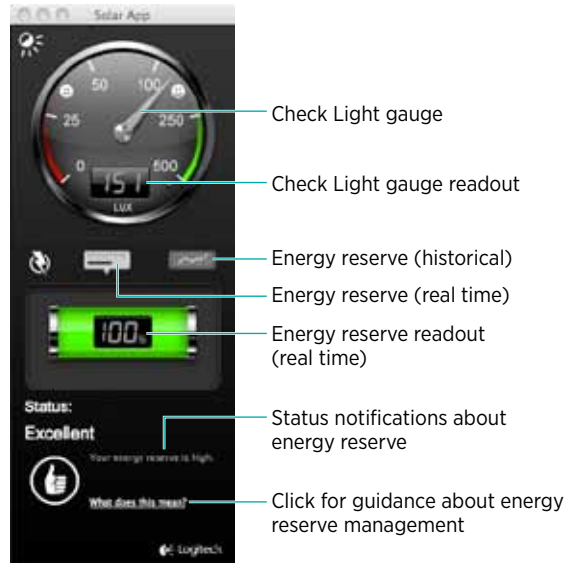 Solar App
50
100
25
250
0
500
151
LUX
Check Light gauge
Check Light gauge readout
Energy reserve (historical)
Energy reserve (real time)
100%
Energy reserve readout
(real time)
Status:
Excellent
Your energy reserve is high.
What does this mean?
Status notifications about
energy reserve
Click for guidance about energy
reserve management
Logitech